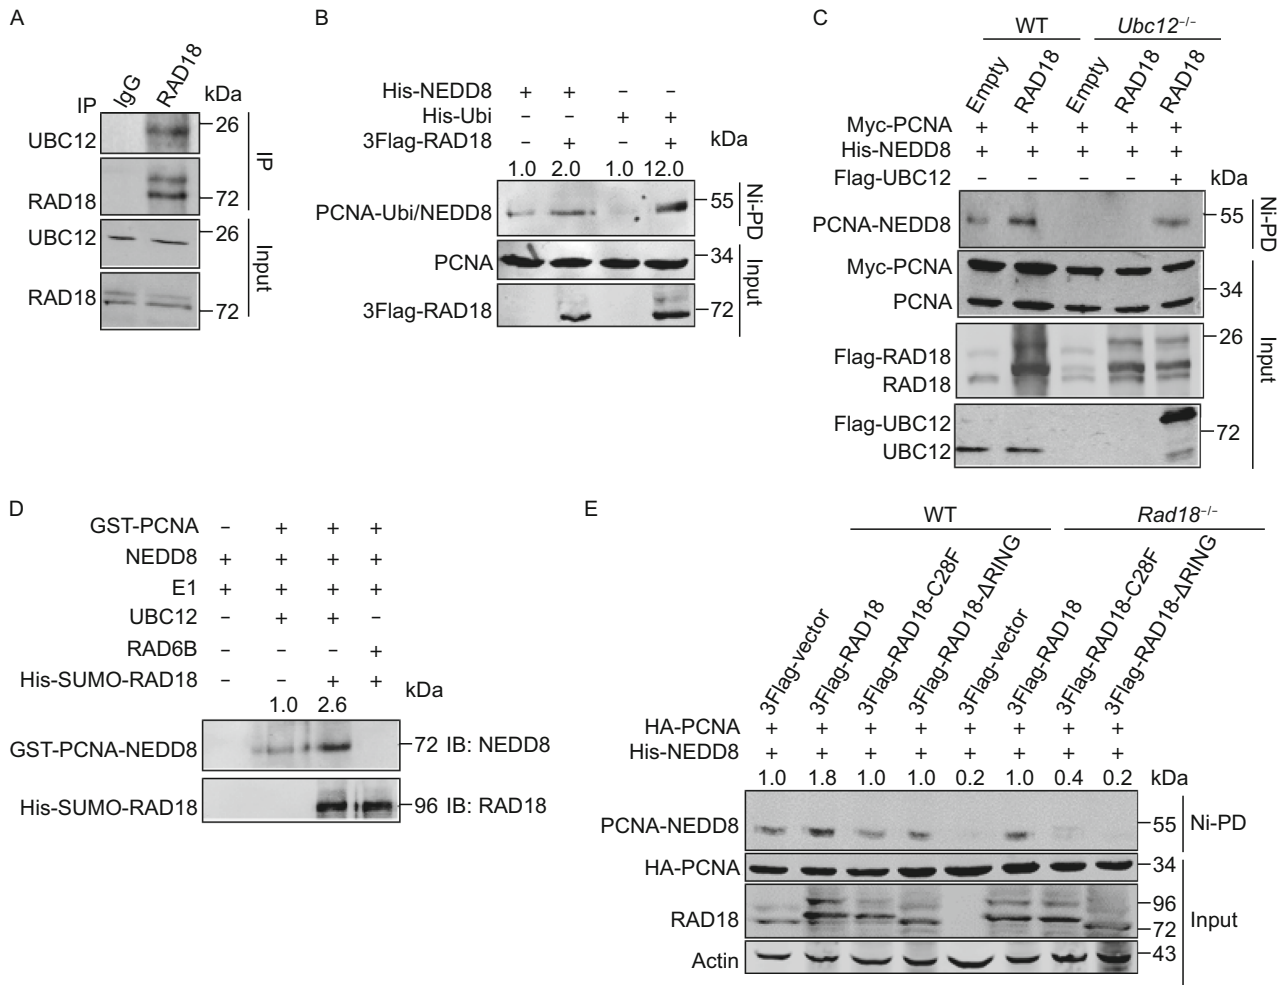 A
IP IgG RAD18 kDa
UBC12 26
RAD18 72
IP
UBC12 26
RAD18 72
Input
B
His-NEDD8 + + – –
His-Ubi – – + +
3Flag-RAD18 – + – + kDa
1.0 2.0 1.0 12.0
PCNA-Ubi/NEDD8 55 Ni-PD
PCNA 34
3Flag-RAD18 72
Input
C
WT Ubc12–/–
Empty RAD18 Empty RAD18 RAD18
Myc-PCNA + + + + +
His-NEDD8 + + + + +
Flag-UBC12 – – – – + kDa
PCNA-NEDD8 55 Ni-PD
Myc-PCNA
PCNA 34
Flag-RAD18 26
RAD18
Flag-UBC12 72
UBC12
Input
D
GST-PCNA – + + +
NEDD8 + + + +
E1 + + + +
UBC12 – + + –
RAD6B – – – +
His-SUMO-RAD18 – – + + kDa
1.0 2.6
GST-PCNA-NEDD8 72 IB: NEDD8
His-SUMO-RAD18 96 IB: RAD18
E
WT Rad18–/–
3Flag-vector 3Flag-RAD18 3Flag-RAD18-C28F 3Flag-RAD18-ΔRING 3Flag-vector 3Flag-RAD18 3Flag-RAD18-C28F 3Flag-RAD18-ΔRING
HA-PCNA + + + + + + + +
His-NEDD8 + + + + + + + +
1.0 1.8 1.0 1.0 0.2 1.0 0.4 0.2 kDa
PCNA-NEDD8 55 Ni-PD
HA-PCNA 34
RAD18 96
72
Actin 43
Input